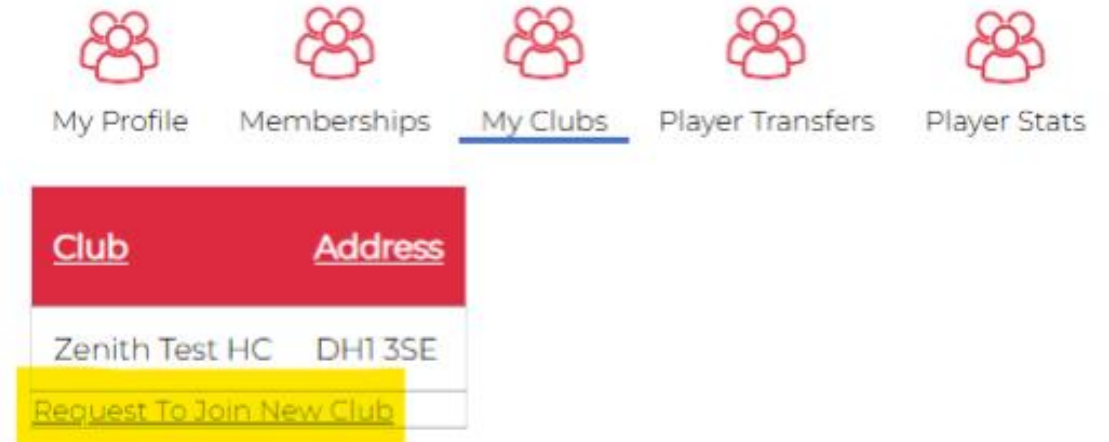 My Profile Memberships My Clubs Player Transfers Player Stats
Club Address
Zenith Test HC DH1 3SE
Request To Join New Club